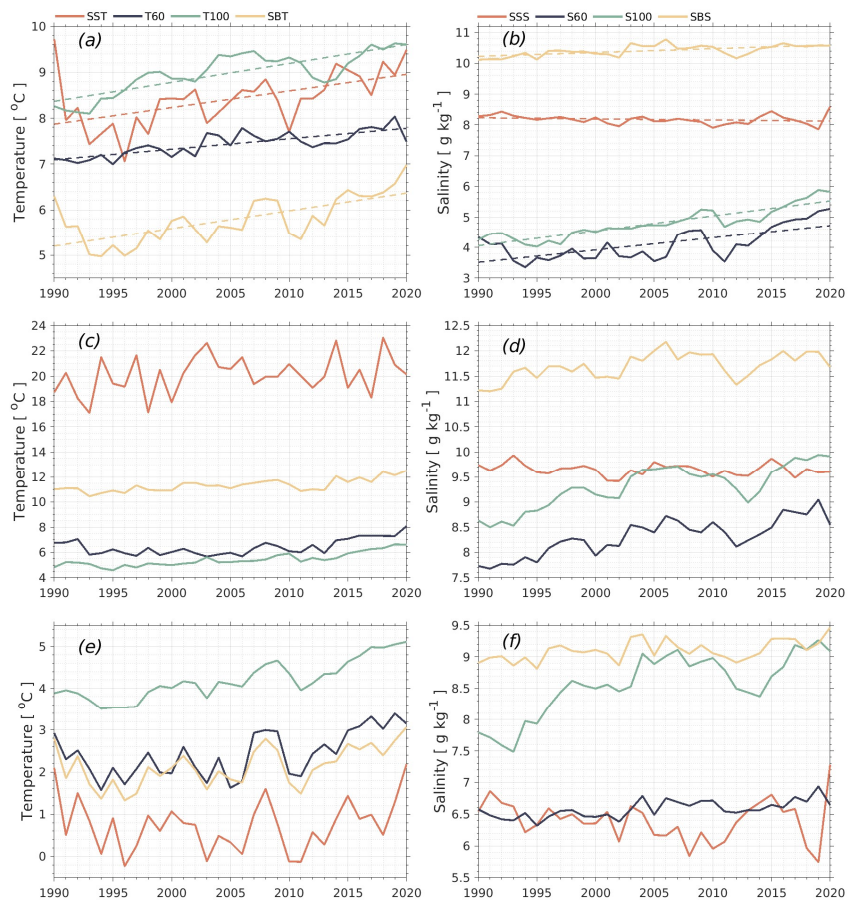 SST T60 T100 SBT
SSS S60 S100 SBS
(a)
Temperature [ °C ]
10
9
8
7
6
5
1990 1995 2000 2005 2010 2015 2020
(b)
Salinity [ g kg⁻¹ ]
11
10
9
8
7
6
5
4
3
1990 1995 2000 2005 2010 2015 2020
(c)
Temperature [ °C ]
24
22
20
18
16
14
12
10
8
6
4
1990 1995 2000 2005 2010 2015 2020
(d)
Salinity [ g kg⁻¹ ]
12.5
12
11.5
11
10.5
10
9.5
9
8.5
8
7.5
1990 1995 2000 2005 2010 2015 2020
(e)
Temperature [ °C ]
5
4
3
2
1
0
1990 1995 2000 2005 2010 2015 2020
(f)
Salinity [ g kg⁻¹ ]
9.5
9
8.5
8
7.5
7
6.5
6
5.5
1990 1995 2000 2005 2010 2015 2020